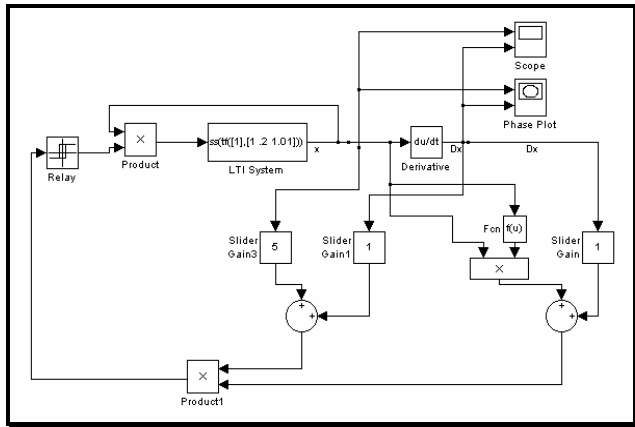 Scope
Phase Plot
×
Product
Relay
ss(tf([1],[1 .2 1.01]))
LTI System
x
du/dt
Derivative
Dx
Dx
Slider
Gain3
5
Slider
Gain1
1
Fcn
f(u)
×
Slider
Gain
1
+
+
+
+
×
Product1